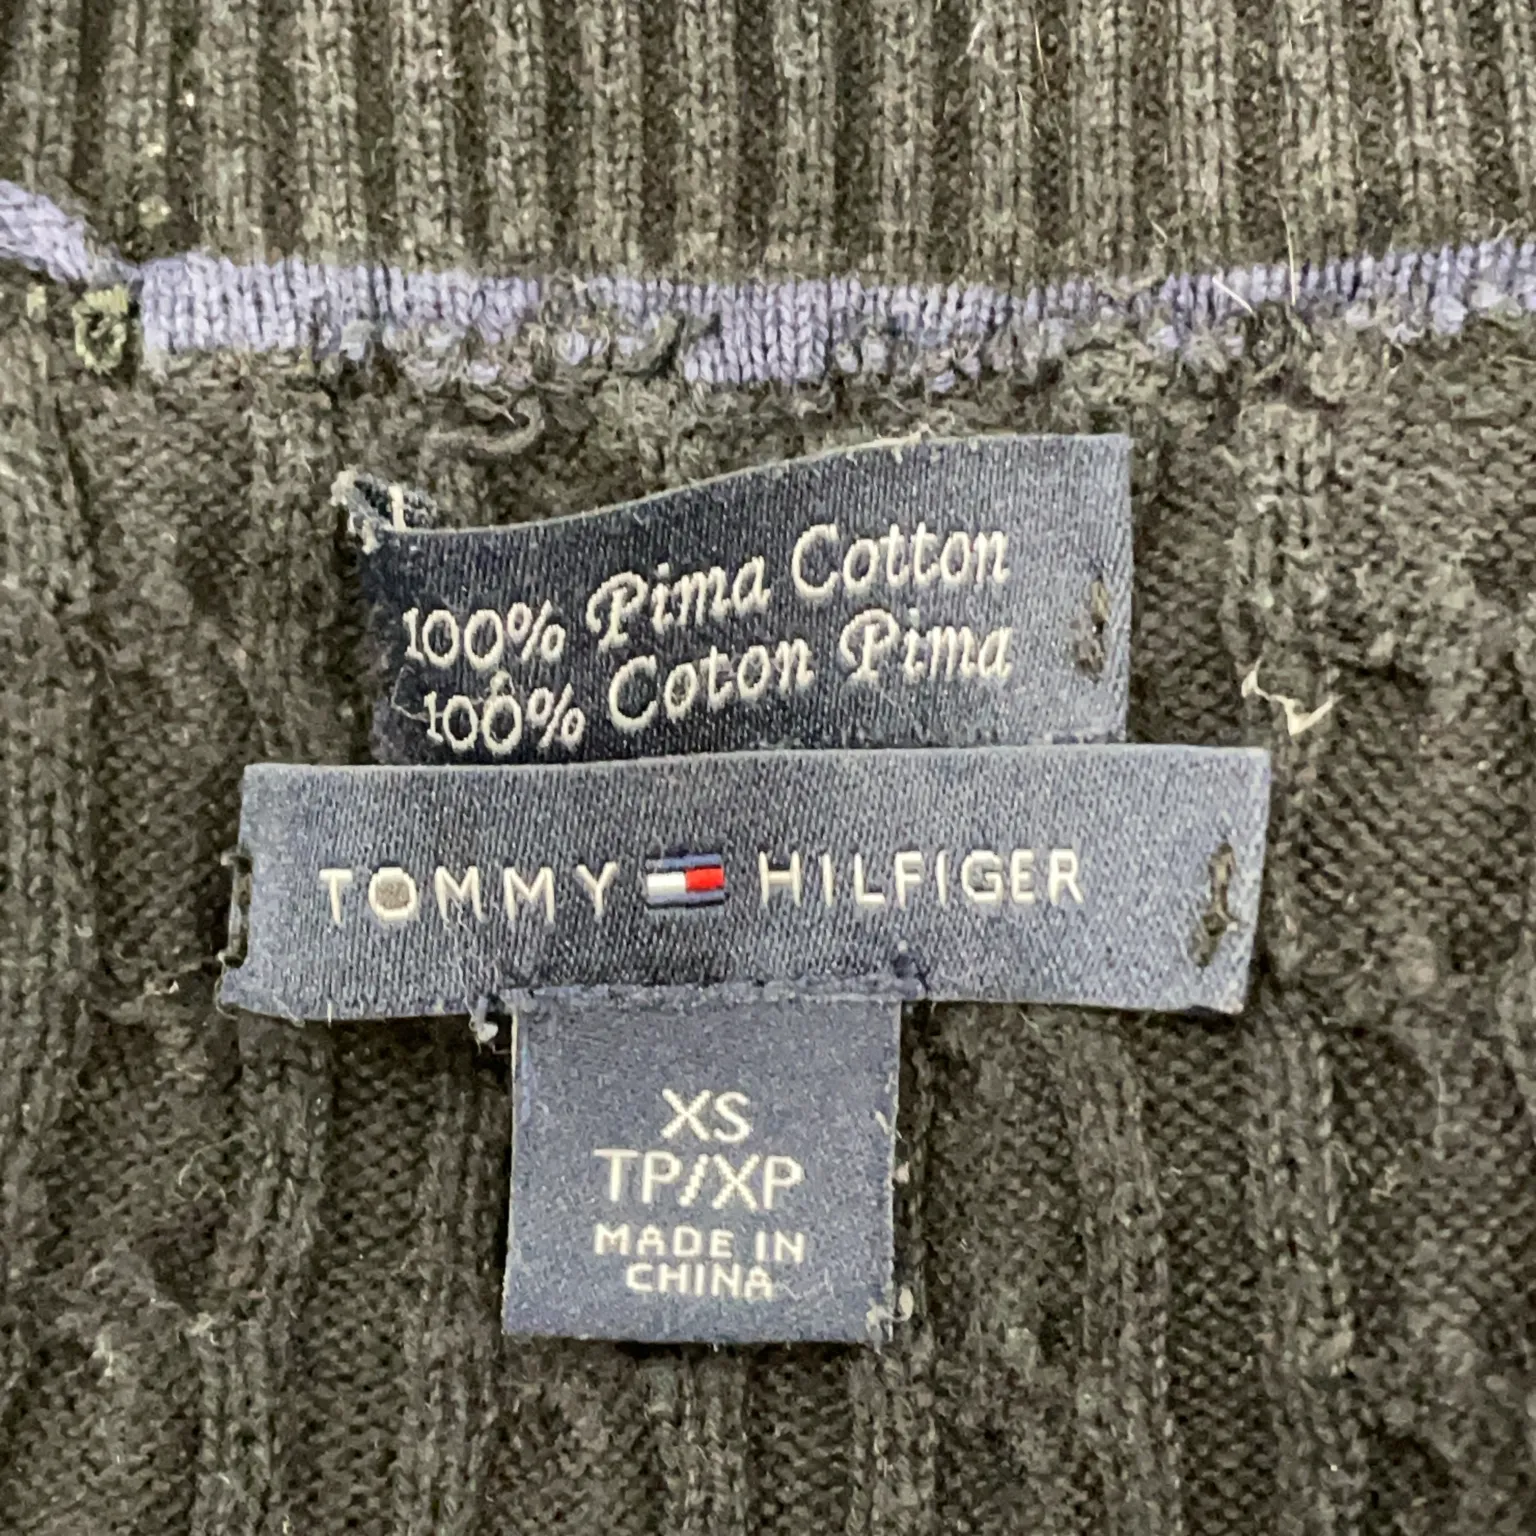 100% Pima Cotton
100% Coton Pima
TOMMY HILFIGER
XS
TP/XP
MADE IN
CHINA